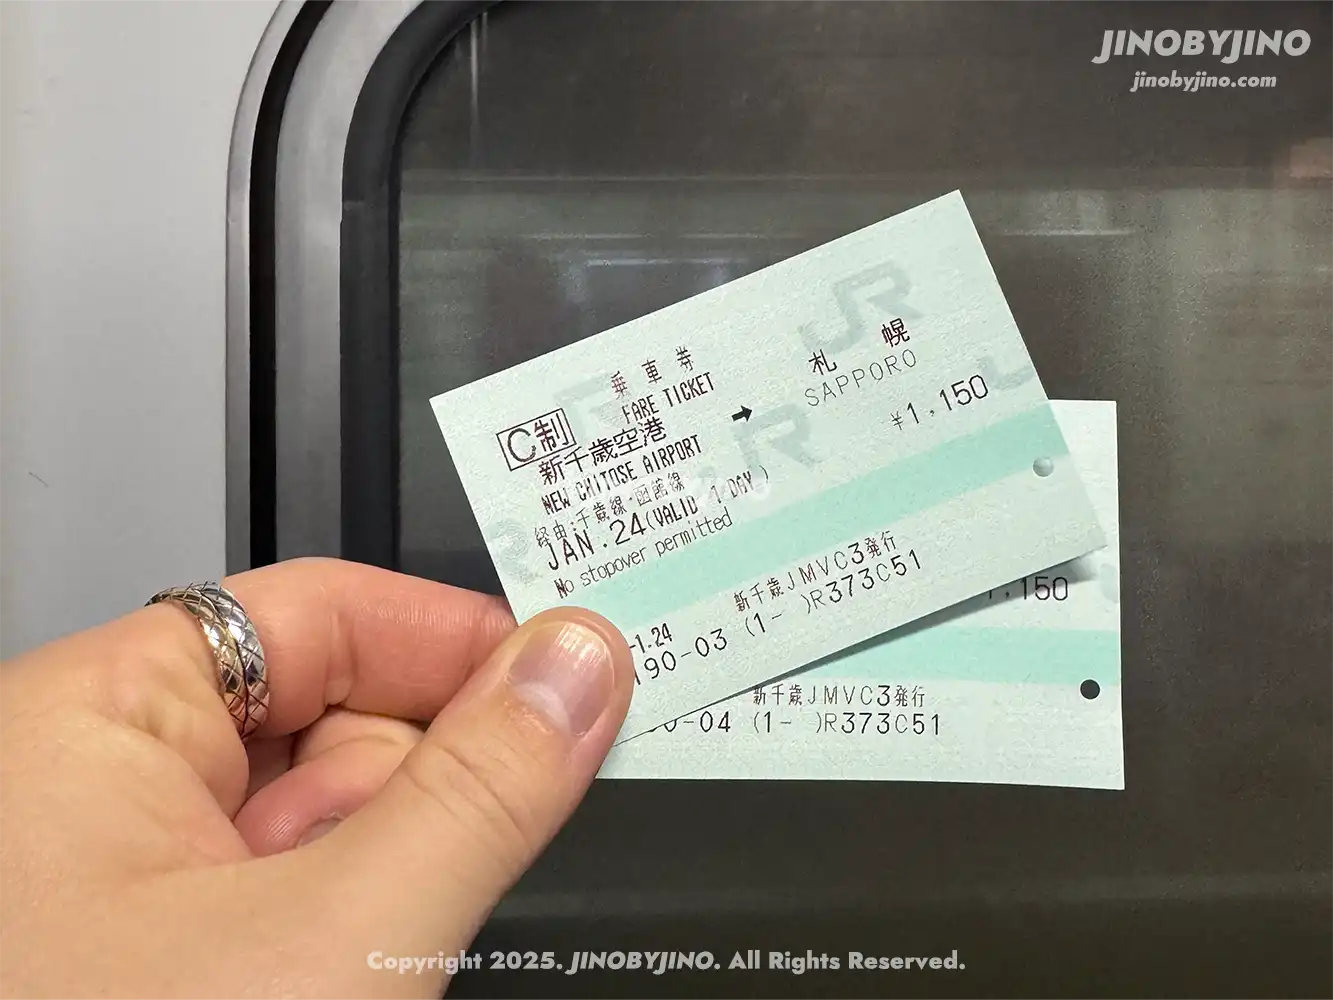 JINOBYJINO
jinobyjino.com
乗車券
FARE TICKET
C制
新千歳空港
NEW CHITOSE AIRPORT
➡
札幌
SAPPORO
経由:千歳線・函館線
¥1,150
JAN.24(VALID 1 DAY)
No stopover permitted
新千歳JMVC3発行
-1.24
190-03 (1- )R373C51
,150
新千歳JMVC3発行
0-04 (1- )R373C51
JR
Copyright 2025. JINOBYJINO. All Rights Reserved.